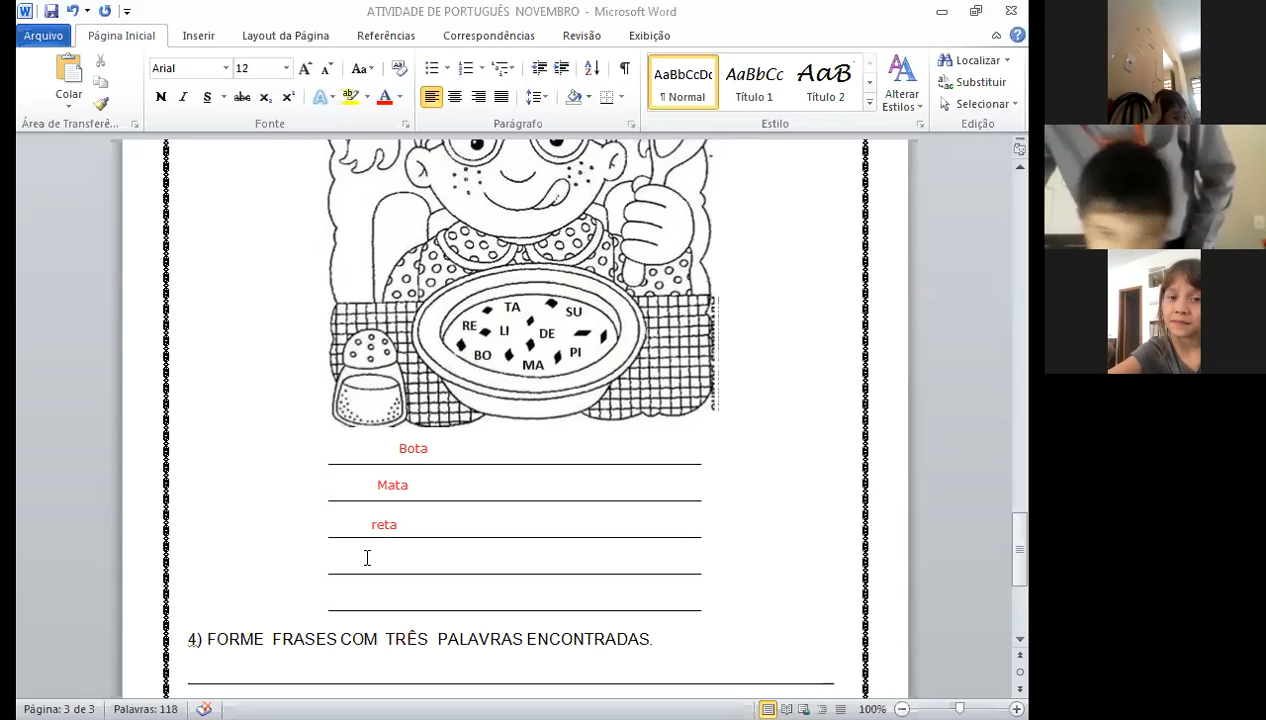 ATIVIDADE DE PORTUGUÊS NOVEMBRO - Microsoft Word
Arquivo Página Inicial Inserir Layout da Página Referências Correspondências Revisão Exibição
Colar
Arial 12
AaBbCcDc AaBbCc AaB
¶ Normal Título 1 Título 2
Alterar Estilos
Localizar
Substituir
Selecionar
Área de Transferê... Fonte Parágrafo Estilo Edição
TA SU
RE LI DE
BO MA PI
Bota
Mata
reta
4) FORME FRASES COM TRÊS PALAVRAS ENCONTRADAS.
Página: 3 de 3 Palavras: 118 100%